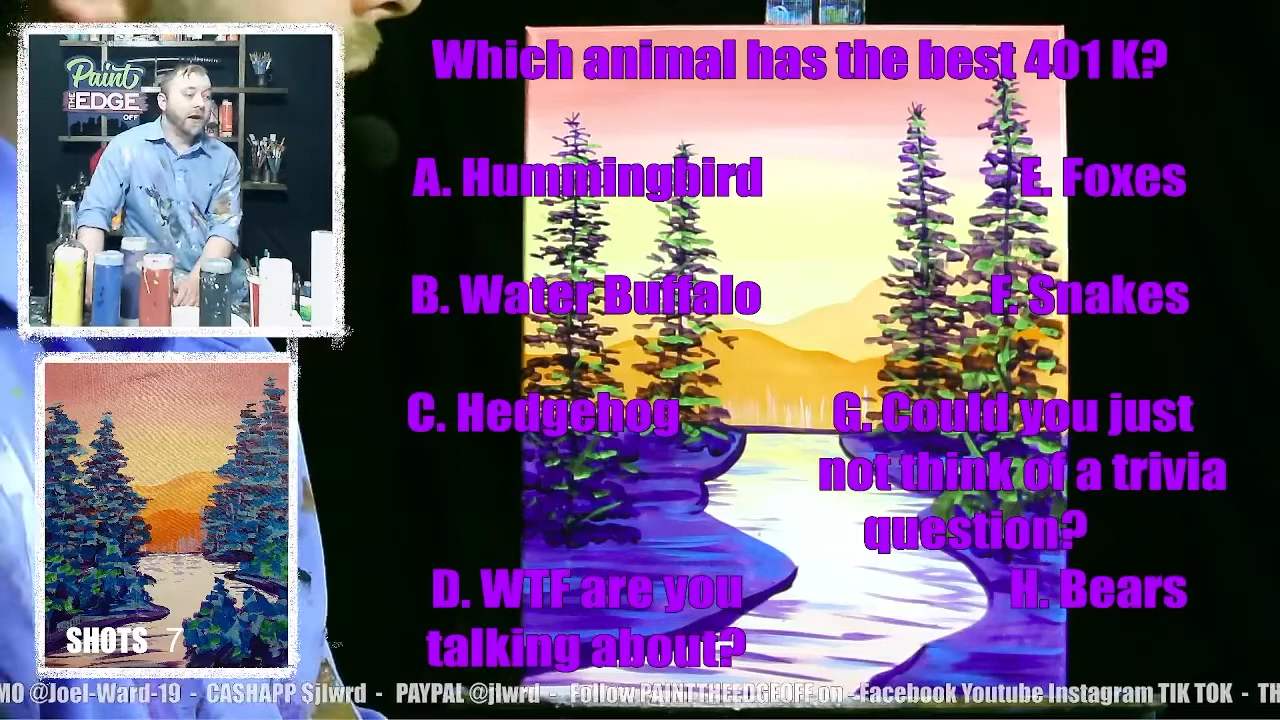 Which animal has the best 401 K?
Paint
THE EDGE
OFF
A. Hummingbird
E. Foxes
B. Water Buffalo
F. Snakes
C. Hedgehog
G. Could you just
not think of a trivia
question?
D. WTF are you
talking about?
H. Bears
SHOTS 7
MO @Joel-Ward-19 - CASHAPP $jlwrd - PAYPAL @jlwrd - Follow PAINTTHEEDGEOFF on -Facebook Youtube Instagram TIK TOK - TH